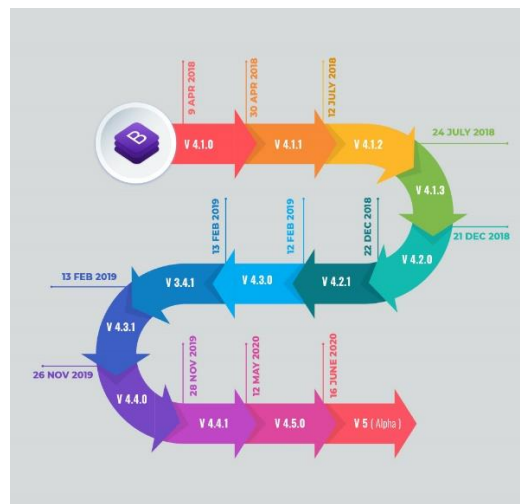 9 APR 2018
30 APR 2018
12 JULY 2018
B
V 4.1.0
V 4.1.1
V 4.1.2
24 JULY 2018
V 4.1.3
21 DEC 2018
V 4.2.0
22 DEC 2018
V 4.2.1
12 FEB 2019
V 4.3.0
13 FEB 2019
V 3.4.1
13 FEB 2019
V 4.3.1
26 NOV 2019
V 4.4.0
28 NOV 2019
V 4.4.1
12 MAY 2020
V 4.5.0
16 JUNE 2020
V 5 ( Alpha )